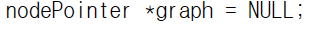 nodePointer *graph = NULL;